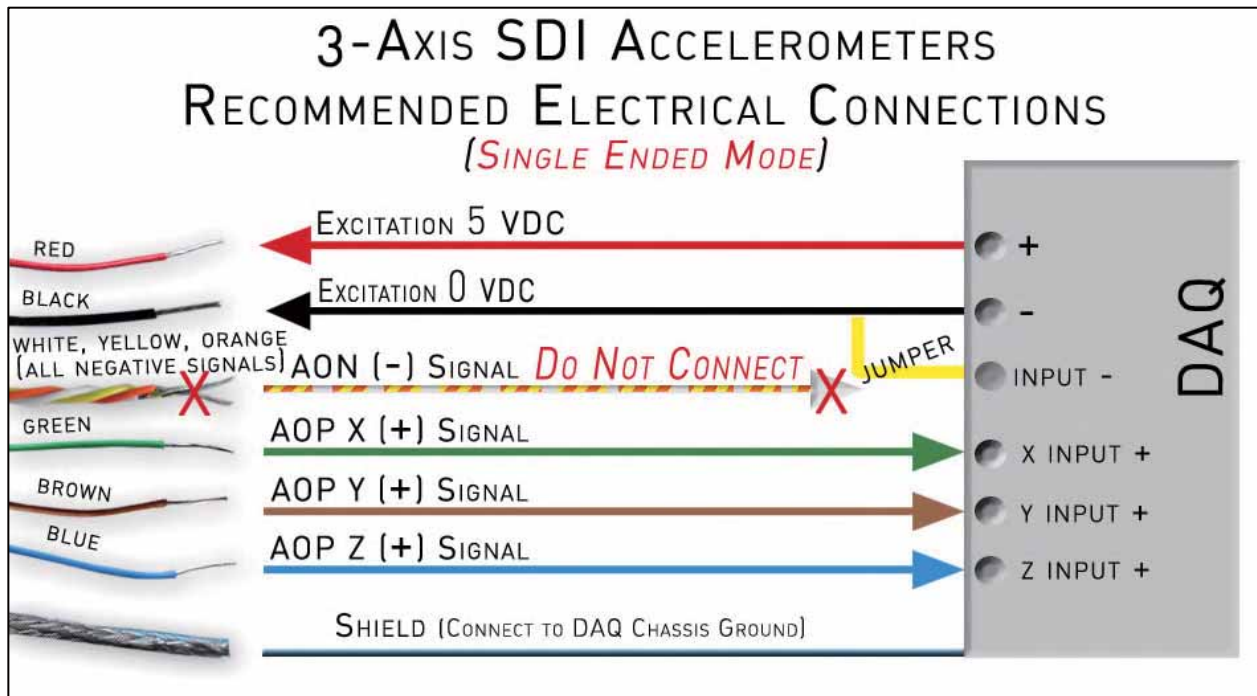 3-AXIS SDI ACCELEROMETERS
RECOMMENDED ELECTRICAL CONNECTIONS
(SINGLE ENDED MODE)
RED
EXCITATION 5 VDC
+
BLACK
EXCITATION 0 VDC
-
DAQ
WHITE, YELLOW, ORANGE
(ALL NEGATIVE SIGNALS)
X
AON (-) SIGNAL DO NOT CONNECT
X
JUMPER
INPUT -
GREEN
AOP X (+) SIGNAL
X INPUT +
BROWN
AOP Y (+) SIGNAL
Y INPUT +
BLUE
AOP Z (+) SIGNAL
Z INPUT +
SHIELD (CONNECT TO DAQ CHASSIS GROUND)